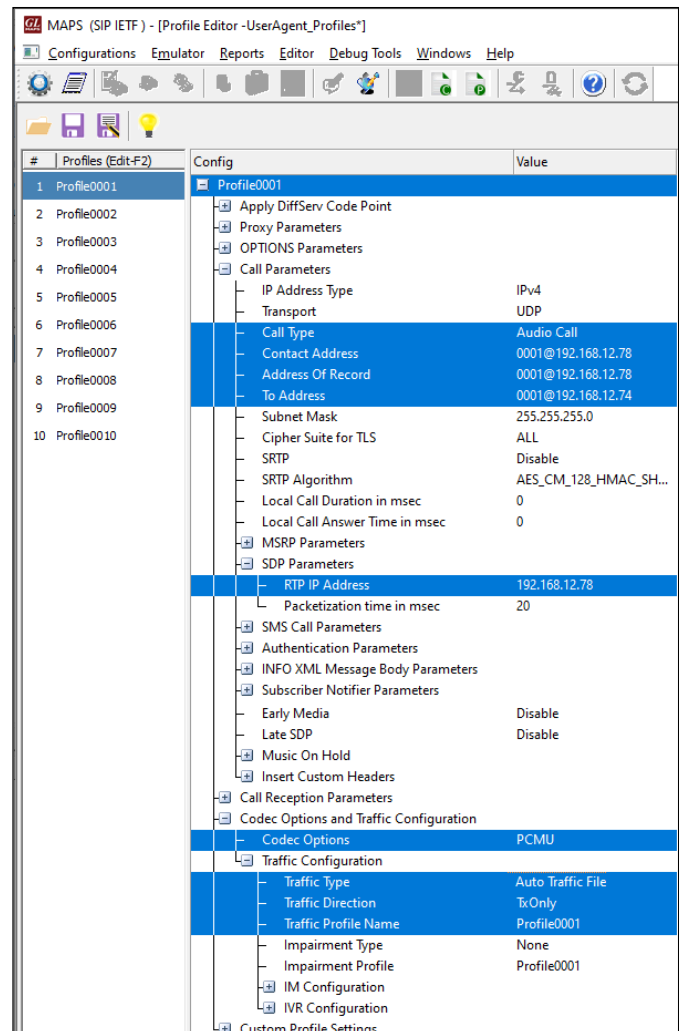 GL MAPS MAPS (SIP IETF ) - [Profile Editor -UserAgent_Profiles*]
Configurations Emulator Reports Editor Debug Tools Windows Help
# Profiles (Edit-F2) Config Value
1 Profile0001
2 Profile0002
3 Profile0003
4 Profile0004
5 Profile0005
6 Profile0006
7 Profile0007
8 Profile0008
9 Profile0009
10 Profile0010
Profile0001
Apply DiffServ Code Point
Proxy Parameters
OPTIONS Parameters
Call Parameters
IP Address Type IPv4
Transport UDP
Call Type Audio Call
Contact Address 0001@192.168.12.78
Address Of Record 0001@192.168.12.78
To Address 0001@192.168.12.74
Subnet Mask 255.255.255.0
Cipher Suite for TLS ALL
SRTP Disable
SRTP Algorithm AES_CM_128_HMAC_SH...
Local Call Duration in msec 0
Local Call Answer Time in msec 0
MSRP Parameters
SDP Parameters
RTP IP Address 192.168.12.78
Packetization time in msec 20
SMS Call Parameters
Authentication Parameters
INFO XML Message Body Parameters
Subscriber Notifier Parameters
Early Media Disable
Late SDP Disable
Music On Hold
Insert Custom Headers
Call Reception Parameters
Codec Options and Traffic Configuration
Codec Options PCMU
Traffic Configuration
Traffic Type Auto Traffic File
Traffic Direction TxOnly
Traffic Profile Name Profile0001
Impairment Type None
Impairment Profile Profile0001
IM Configuration
IVR Configuration
Custom Profile Settings